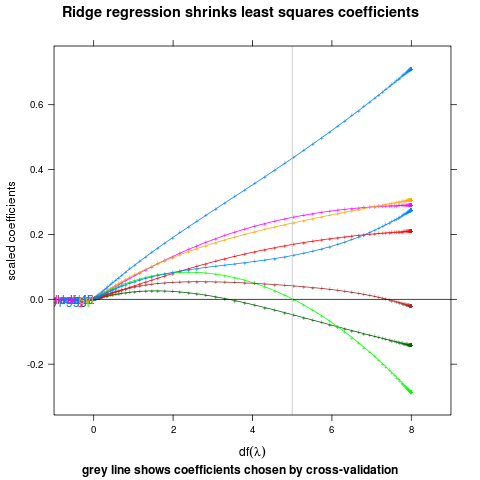 Ridge regression shrinks least squares coefficients
scaled coefficients
0.6
0.4
0.2
0.0
-0.2
0 2 4 6 8
df(λ)
grey line shows coefficients chosen by cross-validation